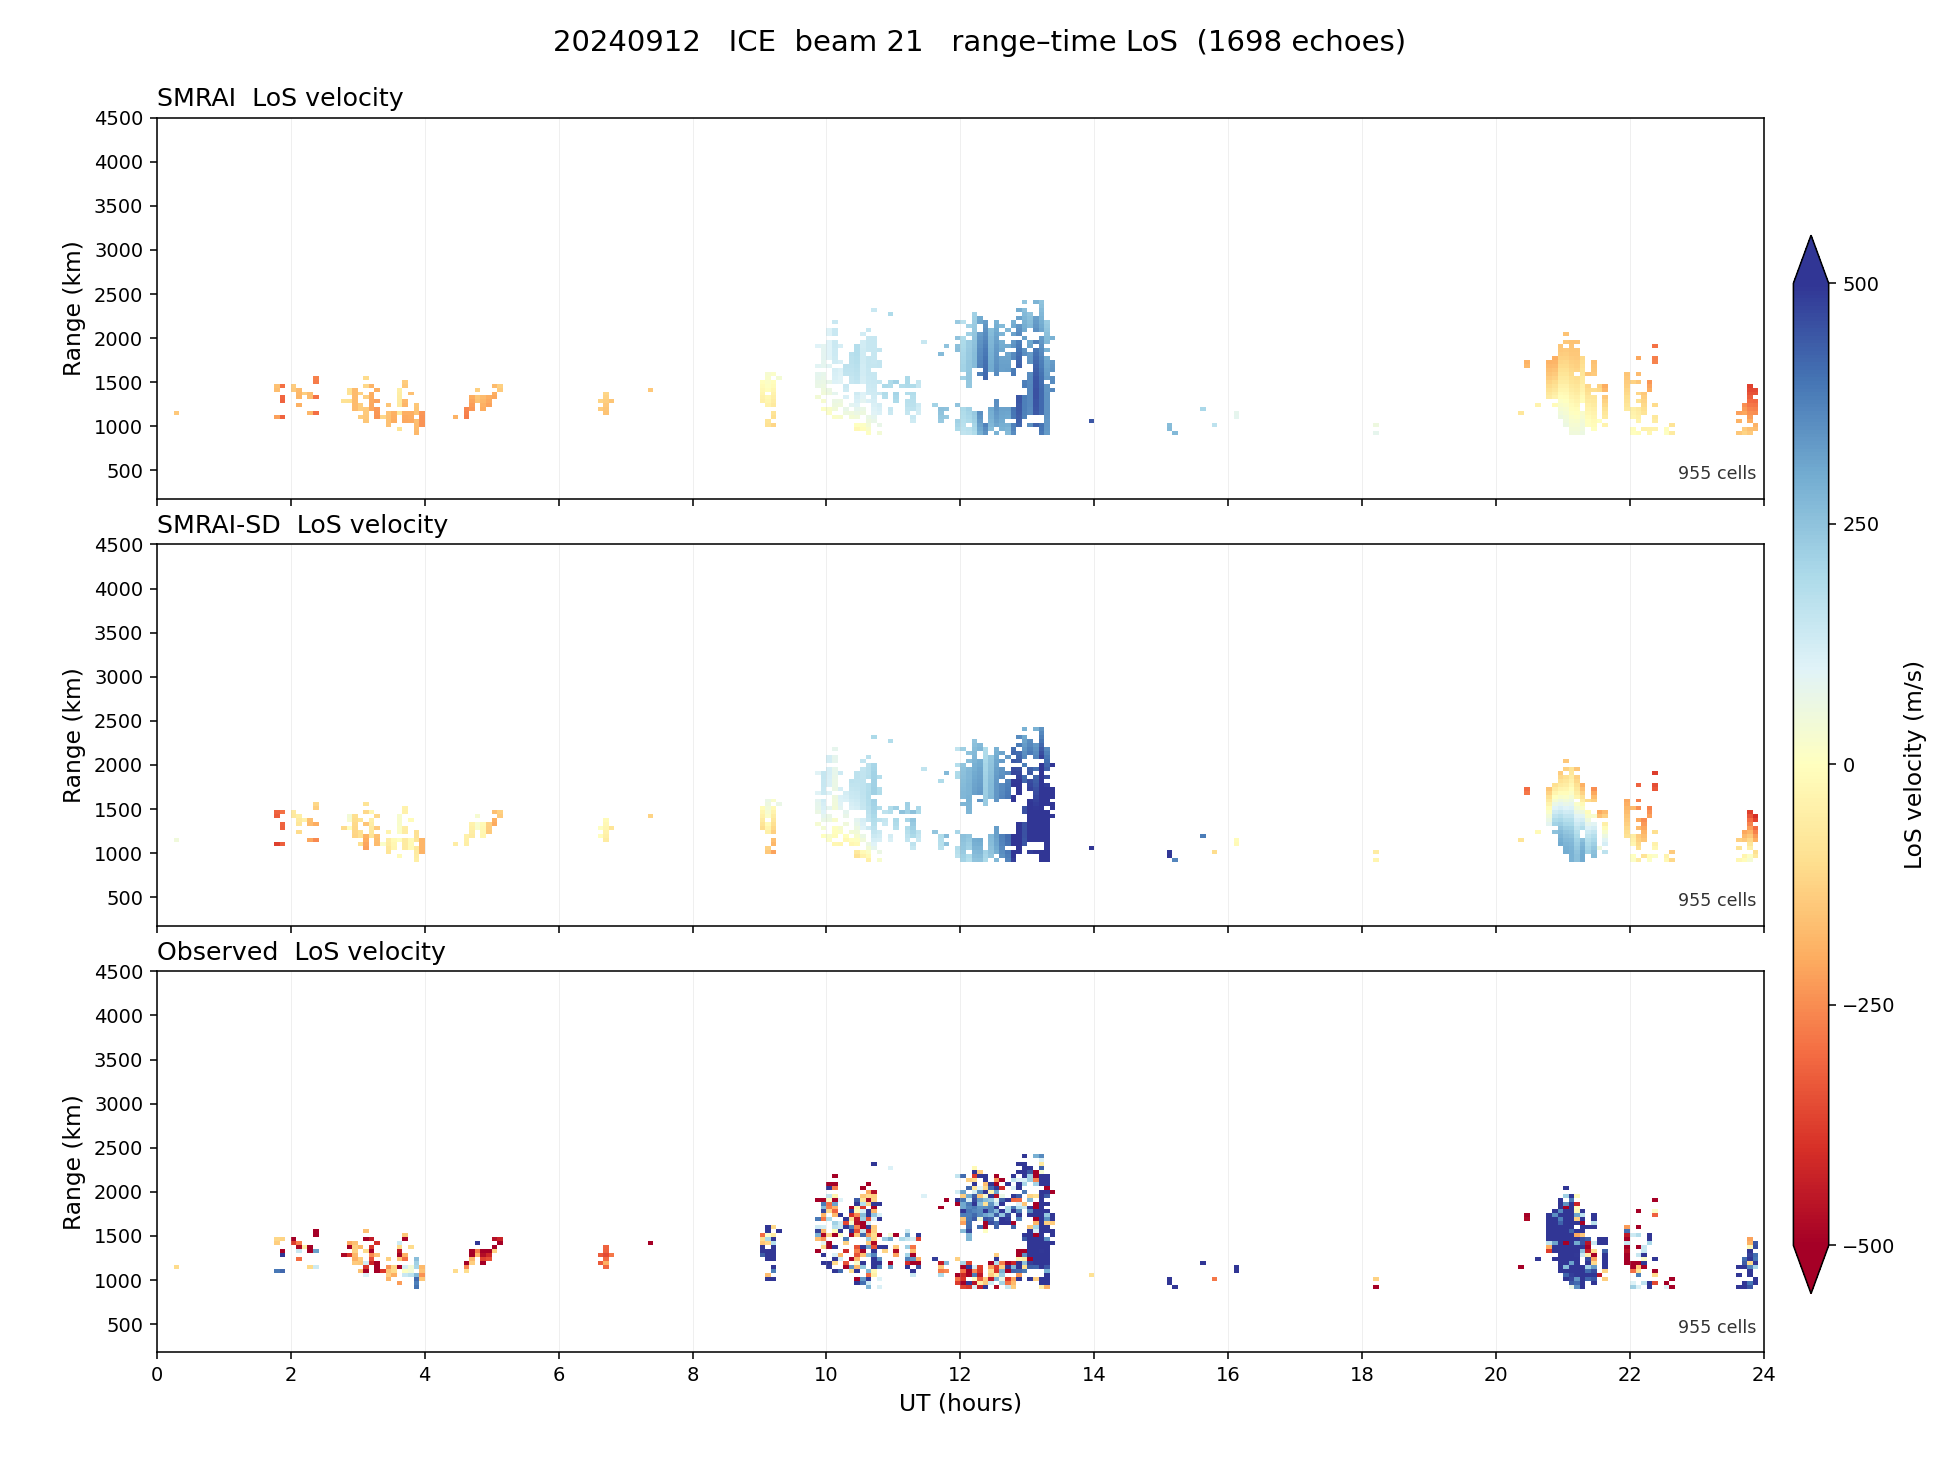 20240912   ICE  beam 21   range–time LoS  (1698 echoes)
SMRAI  LoS velocity
4500
4000
3500
3000
2500
2000
1500
1000
500
Range (km)
955 cells
SMRAI-SD  LoS velocity
4500
4000
3500
3000
2500
2000
1500
1000
500
Range (km)
955 cells
Observed  LoS velocity
4500
4000
3500
3000
2500
2000
1500
1000
500
Range (km)
955 cells
0 2 4 6 8 10 12 14 16 18 20 22 24
UT (hours)
500
250
0
−250
−500
LoS velocity (m/s)